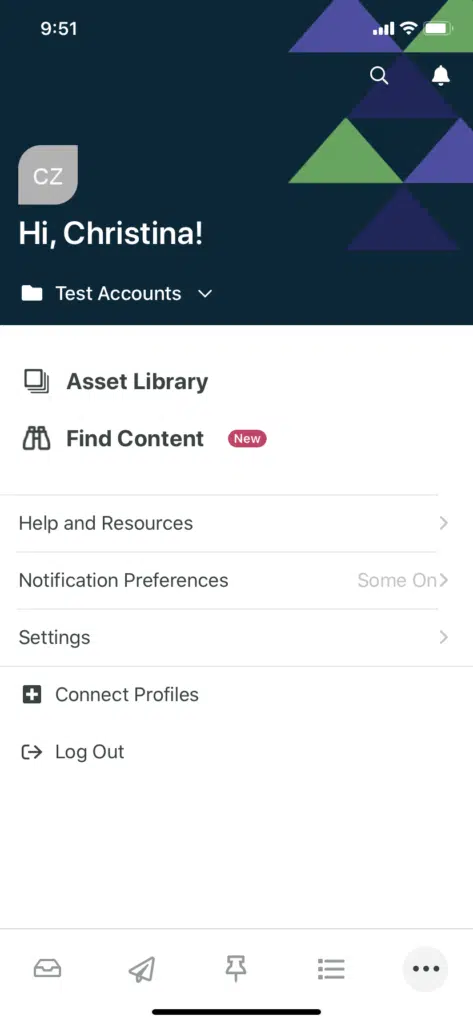 9:51
CZ
Hi, Christina!
Test Accounts
Asset Library
Find Content New
Help and Resources
Notification Preferences Some On
Settings
Connect Profiles
Log Out